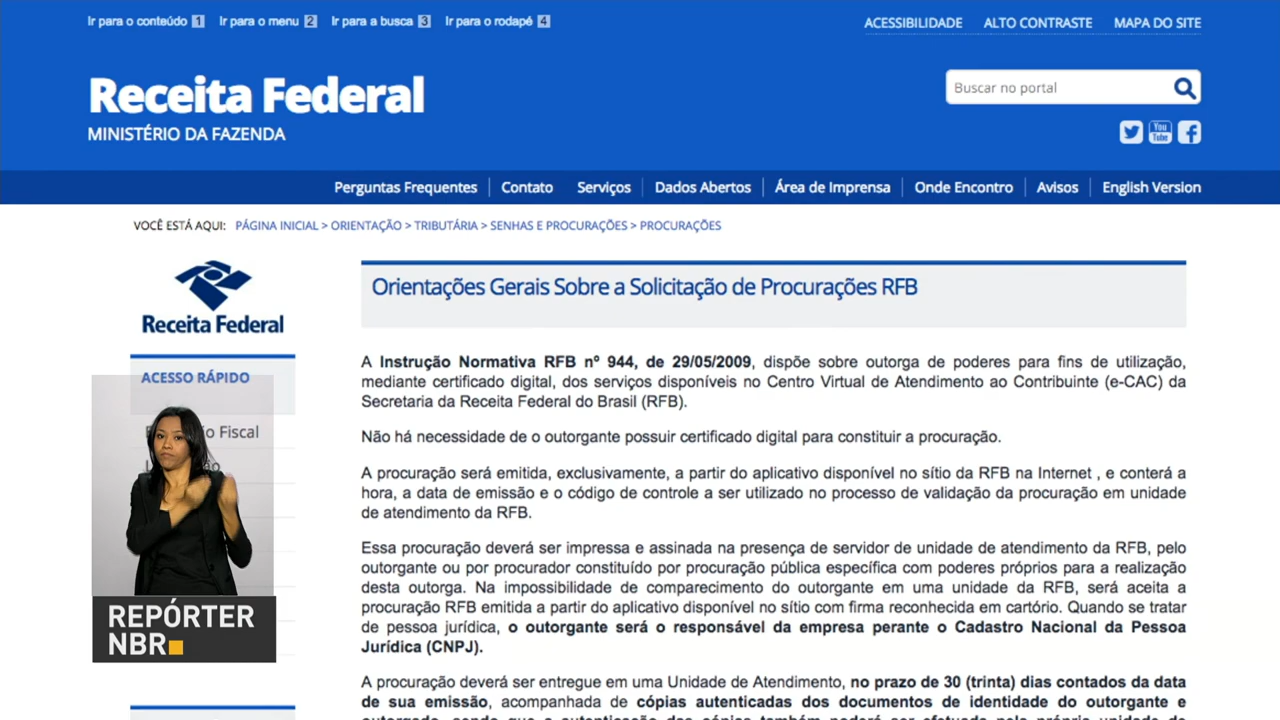 Ir para o conteúdo 1 Ir para o menu 2 Ir para a busca 3 Ir para o rodapé 4
ACESSIBILIDADE ALTO CONTRASTE MAPA DO SITE
Receita Federal
MINISTÉRIO DA FAZENDA
Buscar no portal
You Tube
Perguntas Frequentes Contato Serviços Dados Abertos Área de Imprensa Onde Encontro Avisos English Version
VOCÊ ESTÁ AQUI: PÁGINA INICIAL > ORIENTAÇÃO > TRIBUTÁRIA > SENHAS E PROCURAÇÕES > PROCURAÇÕES
Receita Federal
ACESSO RÁPIDO
Fiscal
REPÓRTER
NBR
Orientações Gerais Sobre a Solicitação de Procurações RFB
A Instrução Normativa RFB nº 944, de 29/05/2009, dispõe sobre outorga de poderes para fins de utilização,
mediante certificado digital, dos serviços disponíveis no Centro Virtual de Atendimento ao Contribuinte (e-CAC) da
Secretaria da Receita Federal do Brasil (RFB).
Não há necessidade de o outorgante possuir certificado digital para constituir a procuração.
A procuração será emitida, exclusivamente, a partir do aplicativo disponível no sítio da RFB na Internet , e conterá a
hora, a data de emissão e o código de controle a ser utilizado no processo de validação da procuração em unidade
de atendimento da RFB.
Essa procuração deverá ser impressa e assinada na presença de servidor de unidade de atendimento da RFB, pelo
outorgante ou por procurador constituído por procuração pública específica com poderes próprios para a realização
desta outorga. Na impossibilidade de comparecimento do outorgante em uma unidade da RFB, será aceita a
procuração RFB emitida a partir do aplicativo disponível no sítio com firma reconhecida em cartório. Quando se tratar
de pessoa jurídica, o outorgante será o responsável da empresa perante o Cadastro Nacional da Pessoa
Jurídica (CNPJ).
A procuração deverá ser entregue em uma Unidade de Atendimento, no prazo de 30 (trinta) dias contados da data
de sua emissão, acompanhada de cópias autenticadas dos documentos de identidade do outorgante e